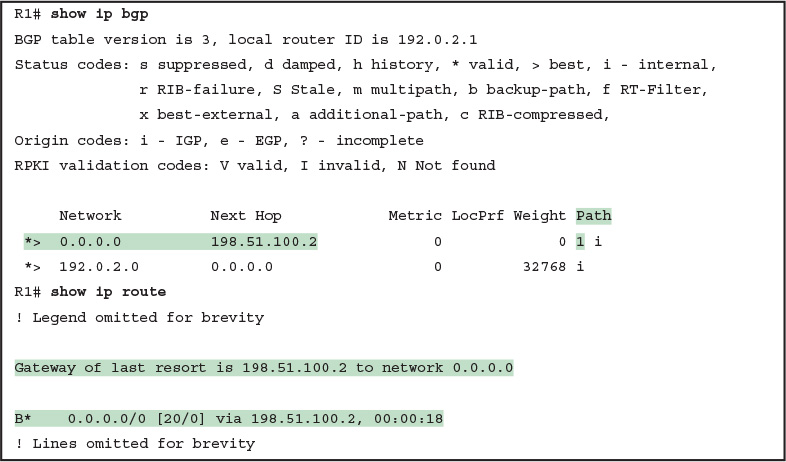 R1# show ip bgp
BGP table version is 3, local router ID is 192.0.2.1
Status codes: s suppressed, d damped, h history, * valid, > best, i - internal,
              r RIB-failure, S Stale, m multipath, b backup-path, f RT-Filter,
              x best-external, a additional-path, c RIB-compressed,
Origin codes: i - IGP, e - EGP, ? - incomplete
RPKI validation codes: V valid, I invalid, N Not found

     Network          Next Hop            Metric LocPrf Weight Path
 *>  0.0.0.0          198.51.100.2             0             0 1 i
 *>  192.0.2.0        0.0.0.0                  0         32768 i
R1# show ip route
! Legend omitted for brevity

Gateway of last resort is 198.51.100.2 to network 0.0.0.0

B*    0.0.0.0/0 [20/0] via 198.51.100.2, 00:00:18
! Lines omitted for brevity